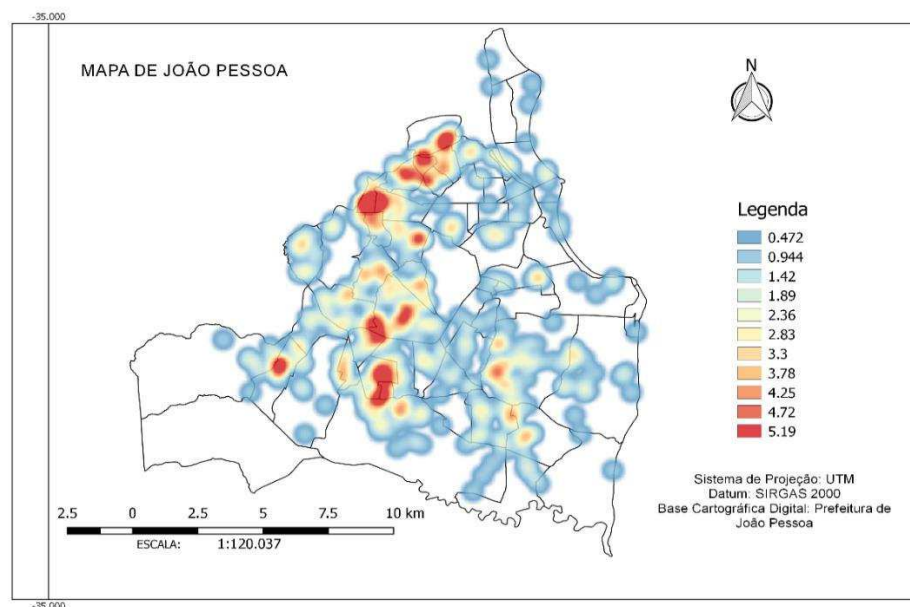 -35.000
MAPA DE JOÃO PESSOA
N
Legenda
0.472
0.944
1.42
1.89
2.36
2.83
3.3
3.78
4.25
4.72
5.19
Sistema de Projeção: UTM
Datum: SIRGAS 2000
Base Cartográfica Digital: Prefeitura de
João Pessoa
2.5 0 2.5 5 7.5 10 km
ESCALA: 1:120.037
-35.000